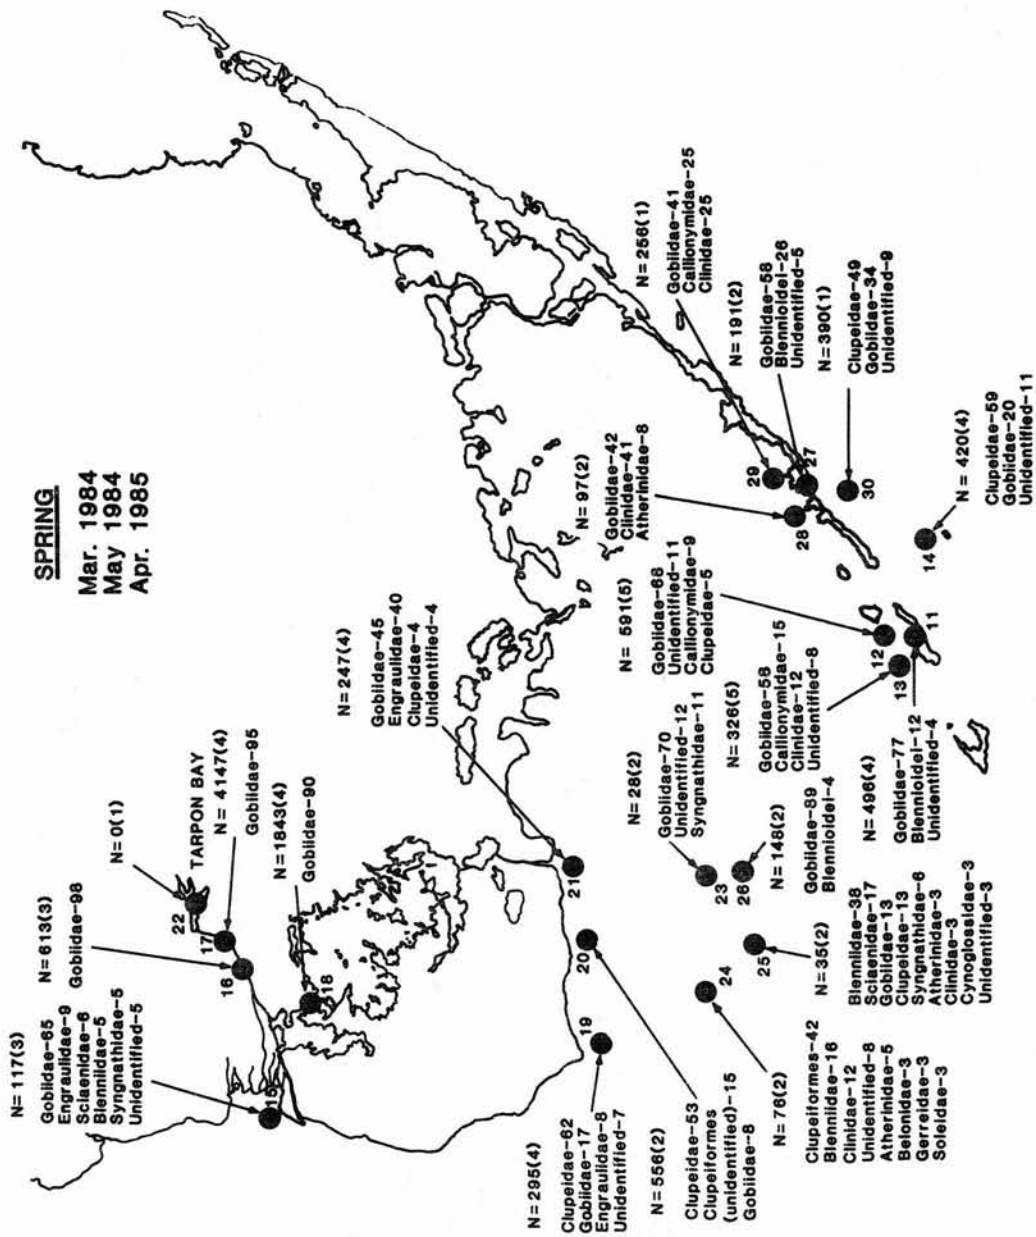 SPRING
Mar. 1984
May 1984
Apr. 1985
N=117(3)
Gobiidae-65
Engraulidae-9
Sciaenidae-6
Blenniidae-5
Syngnathidae-5
Unidentified-5
15
N=613(3)
Gobiidae-98
16
N=0(1)
22
TARPON BAY
17
N= 4147(4)
Gobiidae-95
N=1843(4)
Gobiidae-90
18
N=247(4)
Gobiidae-45
Engraulidae-40
Clupeidae-4
Unidentified-4
21
20
19
N=295(4)
Clupeidae-62
Gobiidae-17
Engraulidae-8
Unidentified-7
N=556(2)
Clupeidae-53
Clupeiformes
(unidentified)-15
Gobiidae-8
N=28(2)
Gobiidae-70
Unidentified-12
Syngnathidae-11
23
26
N=148(2)
Gobiidae-89
Blennioidei-4
24
25
N=76(2)
Clupeiformes-42
Blenniidae-16
Clinidae-12
Unidentified-8
Atherinidae-5
Belonidae-3
Gerreidae-3
Soleidae-3
N=35(2)
Blenniidae-38
Sciaenidae-17
Gobiidae-13
Clupeidae-13
Syngnathidae-6
Atherinidae-3
Clinidae-3
Cynoglossidae-3
Unidentified-3
N=97(2)
Gobiidae-42
Clinidae-41
Atherinidae-8
28
N=256(1)
Gobiidae-41
Callionymidae-25
Clinidae-25
29
N=191(2)
Gobiidae-58
Blennioidei-26
Unidentified-5
27
N=390(1)
Clupeidae-49
Gobiidae-34
Unidentified-9
30
N= 420(4)
Clupeidae-59
Gobiidae-20
Unidentified-11
14
N= 591(5)
Gobiidae-68
Unidentified-11
Callionymidae-9
Clupeidae-5
12
N=326(5)
Gobiidae-58
Callionymidae-15
Clinidae-12
Unidentified-8
13
11
N=496(4)
Gobiidae-77
Blennioidei-12
Unidentified-4